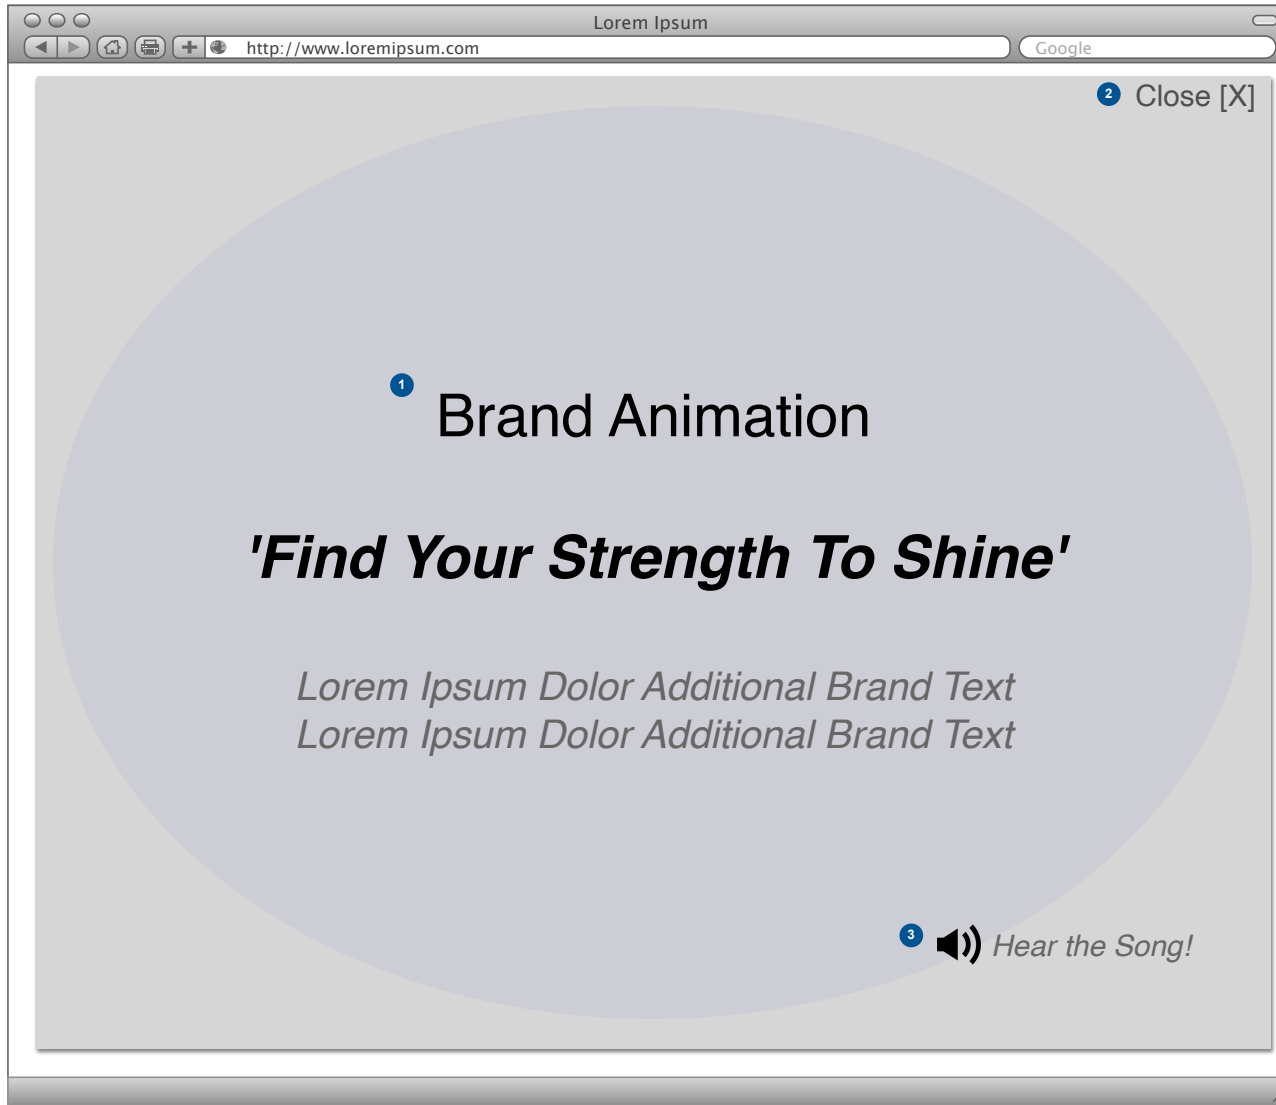 Lorem Ipsum
http://www.loremipsum.com
Google
2 Close [X]
1
Brand Animation
'Find Your Strength To Shine'
Lorem Ipsum Dolor Additional Brand Text
Lorem Ipsum Dolor Additional Brand Text
3 Hear the Song!